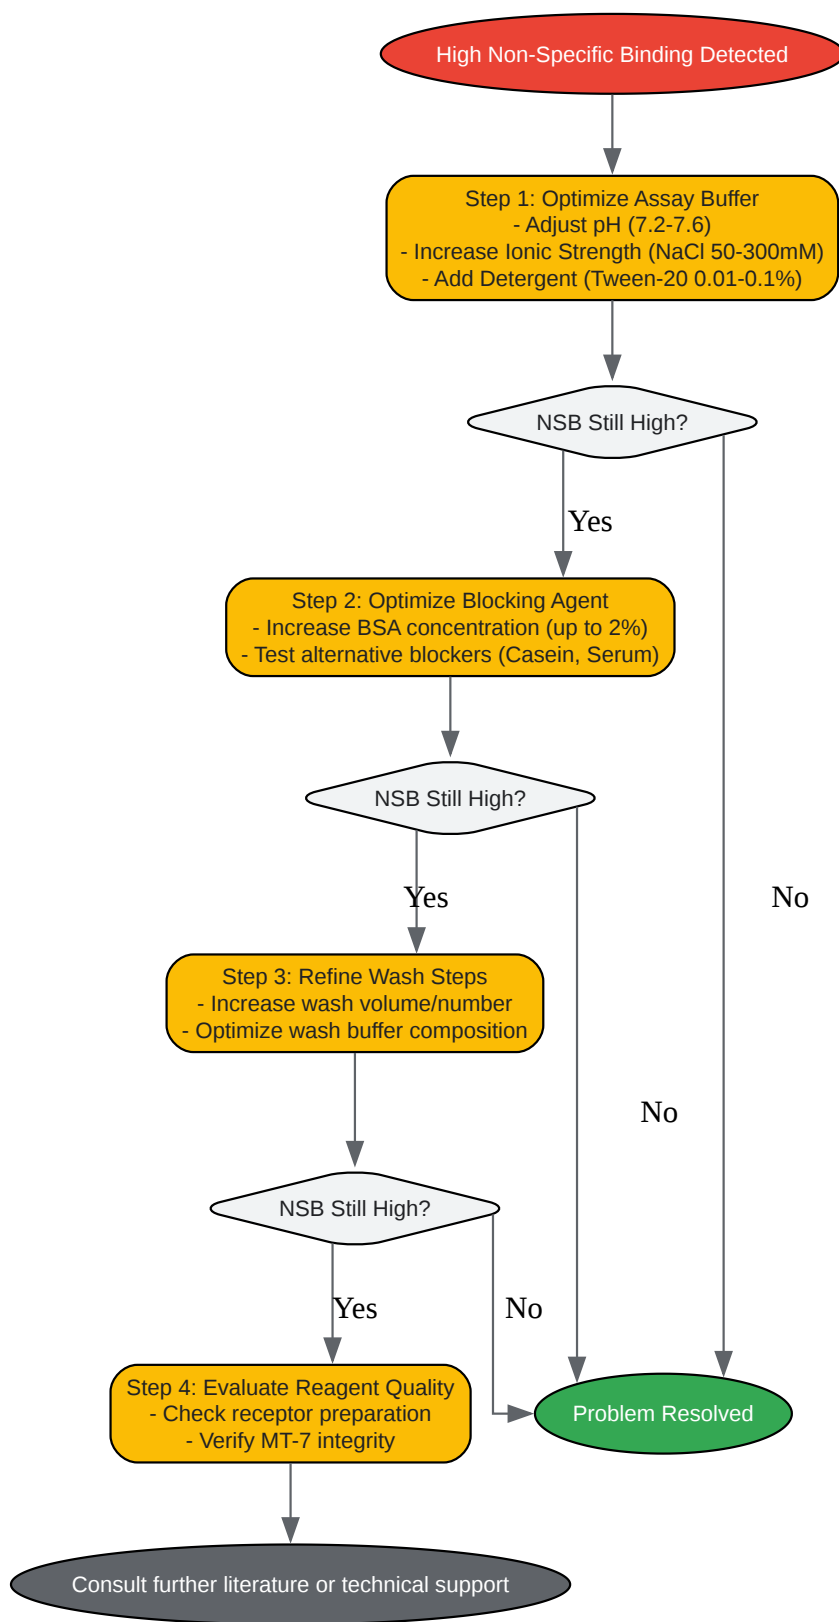 High Non-Specific Binding Detected
Step 1: Optimize Assay Buffer
- Adjust pH (7.2-7.6)
- Increase Ionic Strength (NaCl 50-300mM)
- Add Detergent (Tween-20 0.01-0.1%)
NSB Still High?
Yes
Step 2: Optimize Blocking Agent
- Increase BSA concentration (up to 2%)
- Test alternative blockers (Casein, Serum)
NSB Still High?
Yes
No
Step 3: Refine Wash Steps
- Increase wash volume/number
- Optimize wash buffer composition
No
NSB Still High?
Yes
No
Step 4: Evaluate Reagent Quality
- Check receptor preparation
- Verify MT-7 integrity
Problem Resolved
Consult further literature or technical support